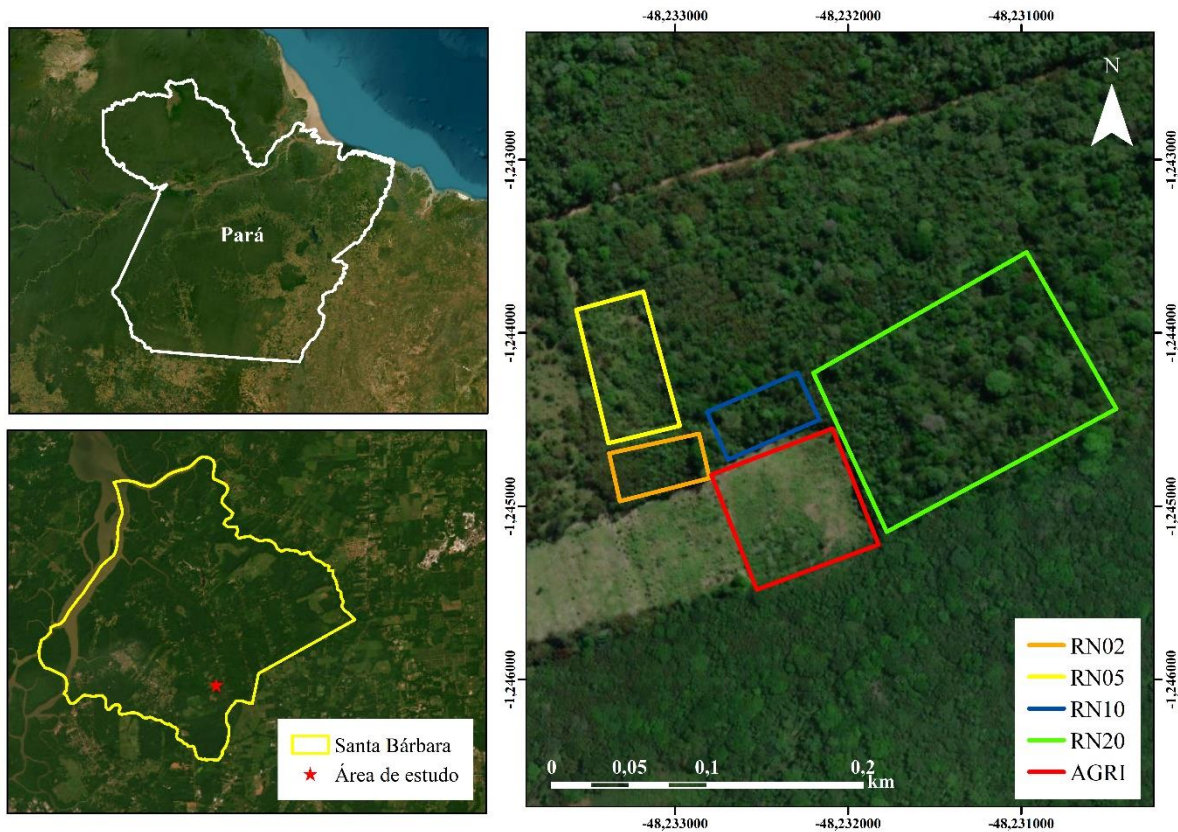 Pará
Santa Bárbara
Área de estudo
-48,233000 -48,232000 -48,231000
N
-1,243000 -1,243000
-1,244000 -1,244000
-1,245000 -1,245000
-1,246000 -1,246000
RN02
RN05
RN10
RN20
AGRI
0 0,05 0,1 0,2
km
-48,233000 -48,232000 -48,231000